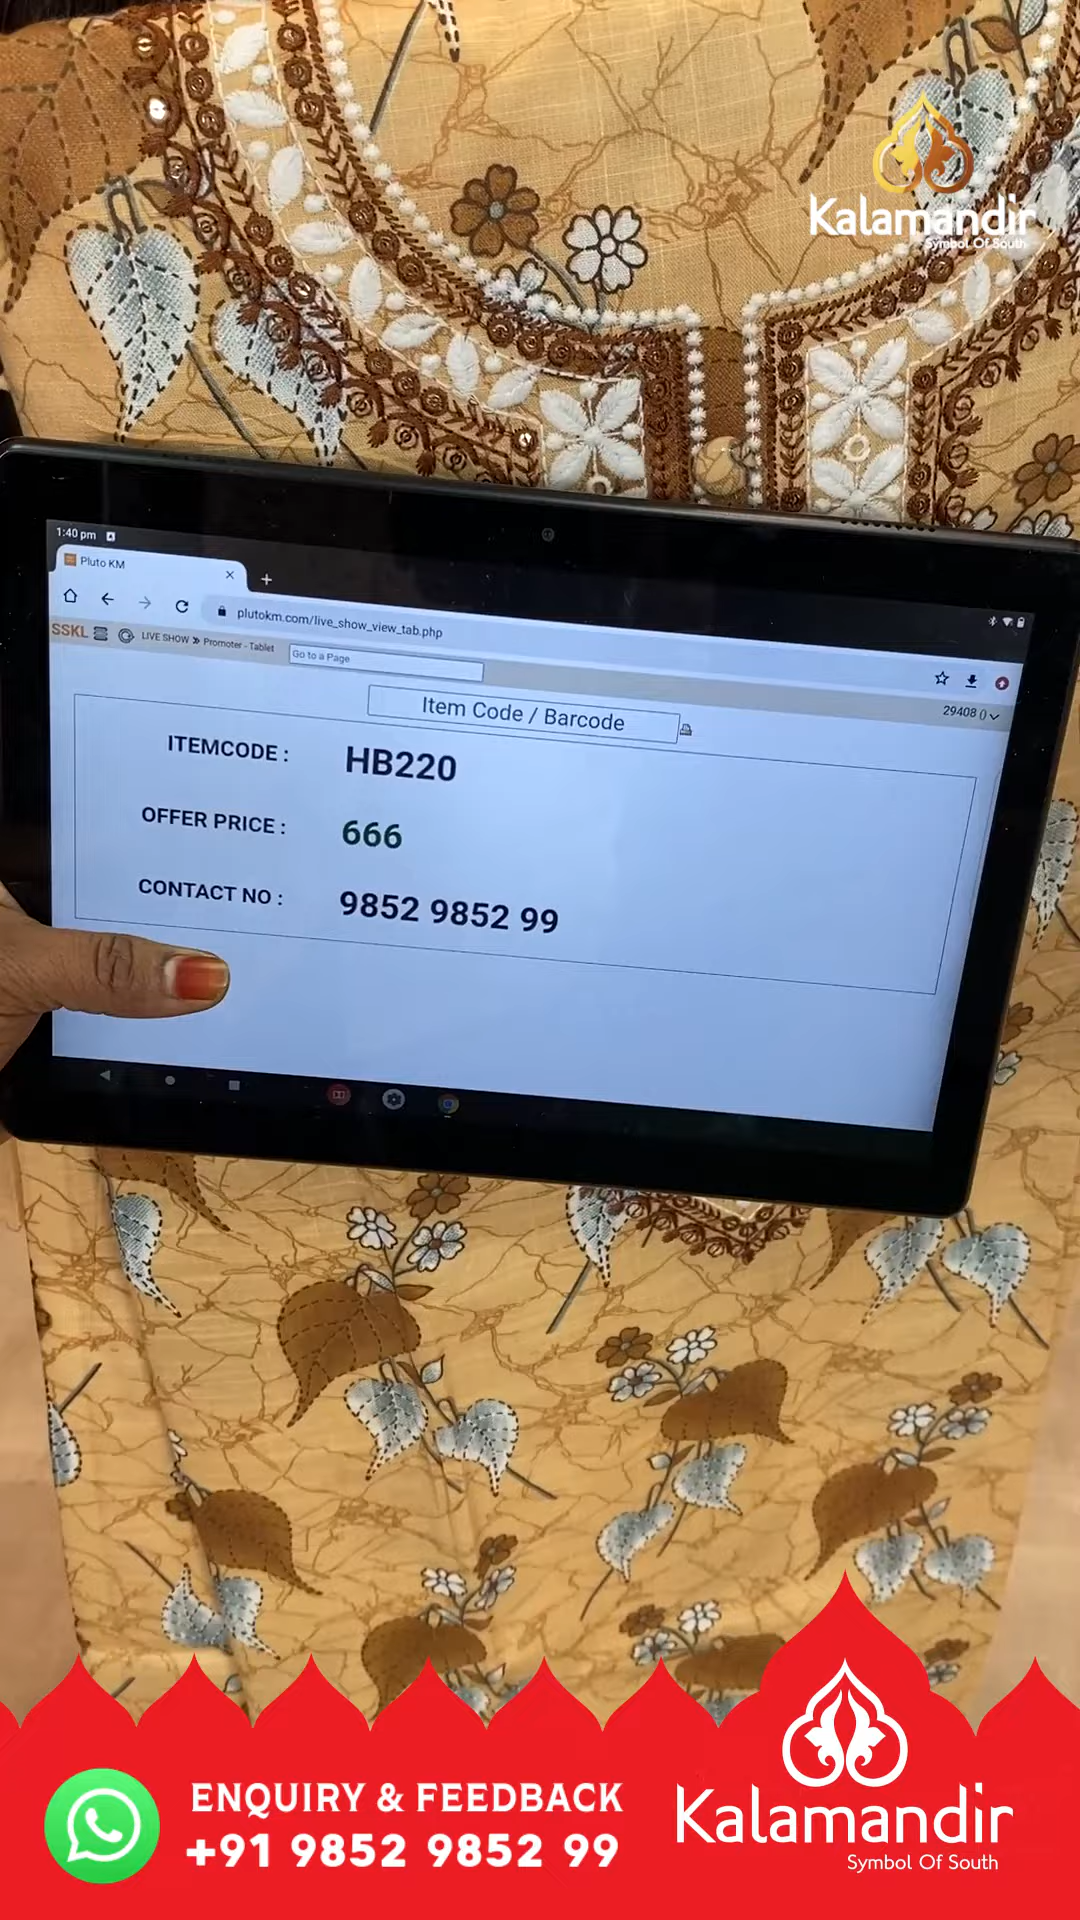 Kalamandir
Symbol Of South
1:40 pm
Pluto KM
plutokm.com/live_show_view_tab.php
SSKL
LIVE SHOW » Promoter - Tablet
Go to a Page
29408 ()
Item Code / Barcode
ITEMCODE : HB220
OFFER PRICE : 666
CONTACT NO : 9852 9852 99
ENQUIRY & FEEDBACK
+91 9852 9852 99
Kalamandir
Symbol Of South